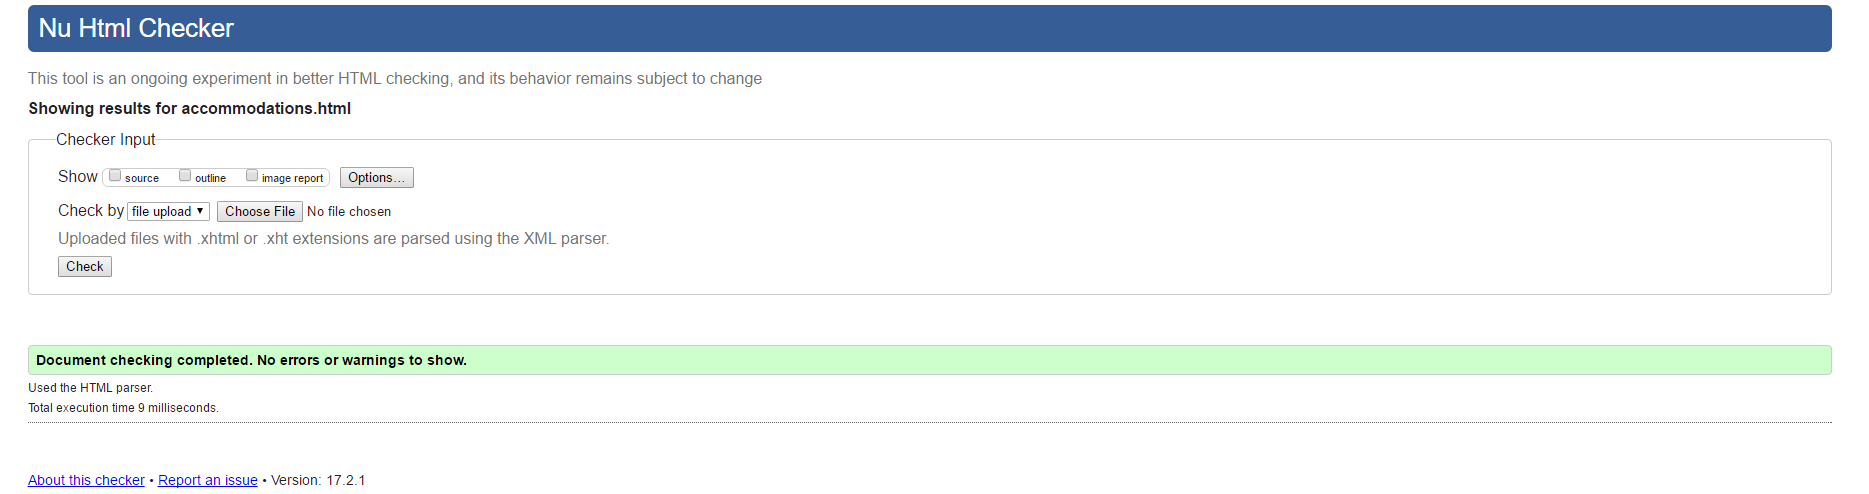 Nu Html Checker
This tool is an ongoing experiment in better HTML checking, and its behavior remains subject to change
Showing results for accommodations.html
Checker Input
Show source outline image report Options...
Check by file upload Choose File No file chosen
Uploaded files with .xhtml or .xht extensions are parsed using the XML parser.
Check
Document checking completed. No errors or warnings to show.
Used the HTML parser.
Total execution time 9 milliseconds.
About this checker • Report an issue • Version: 17.2.1